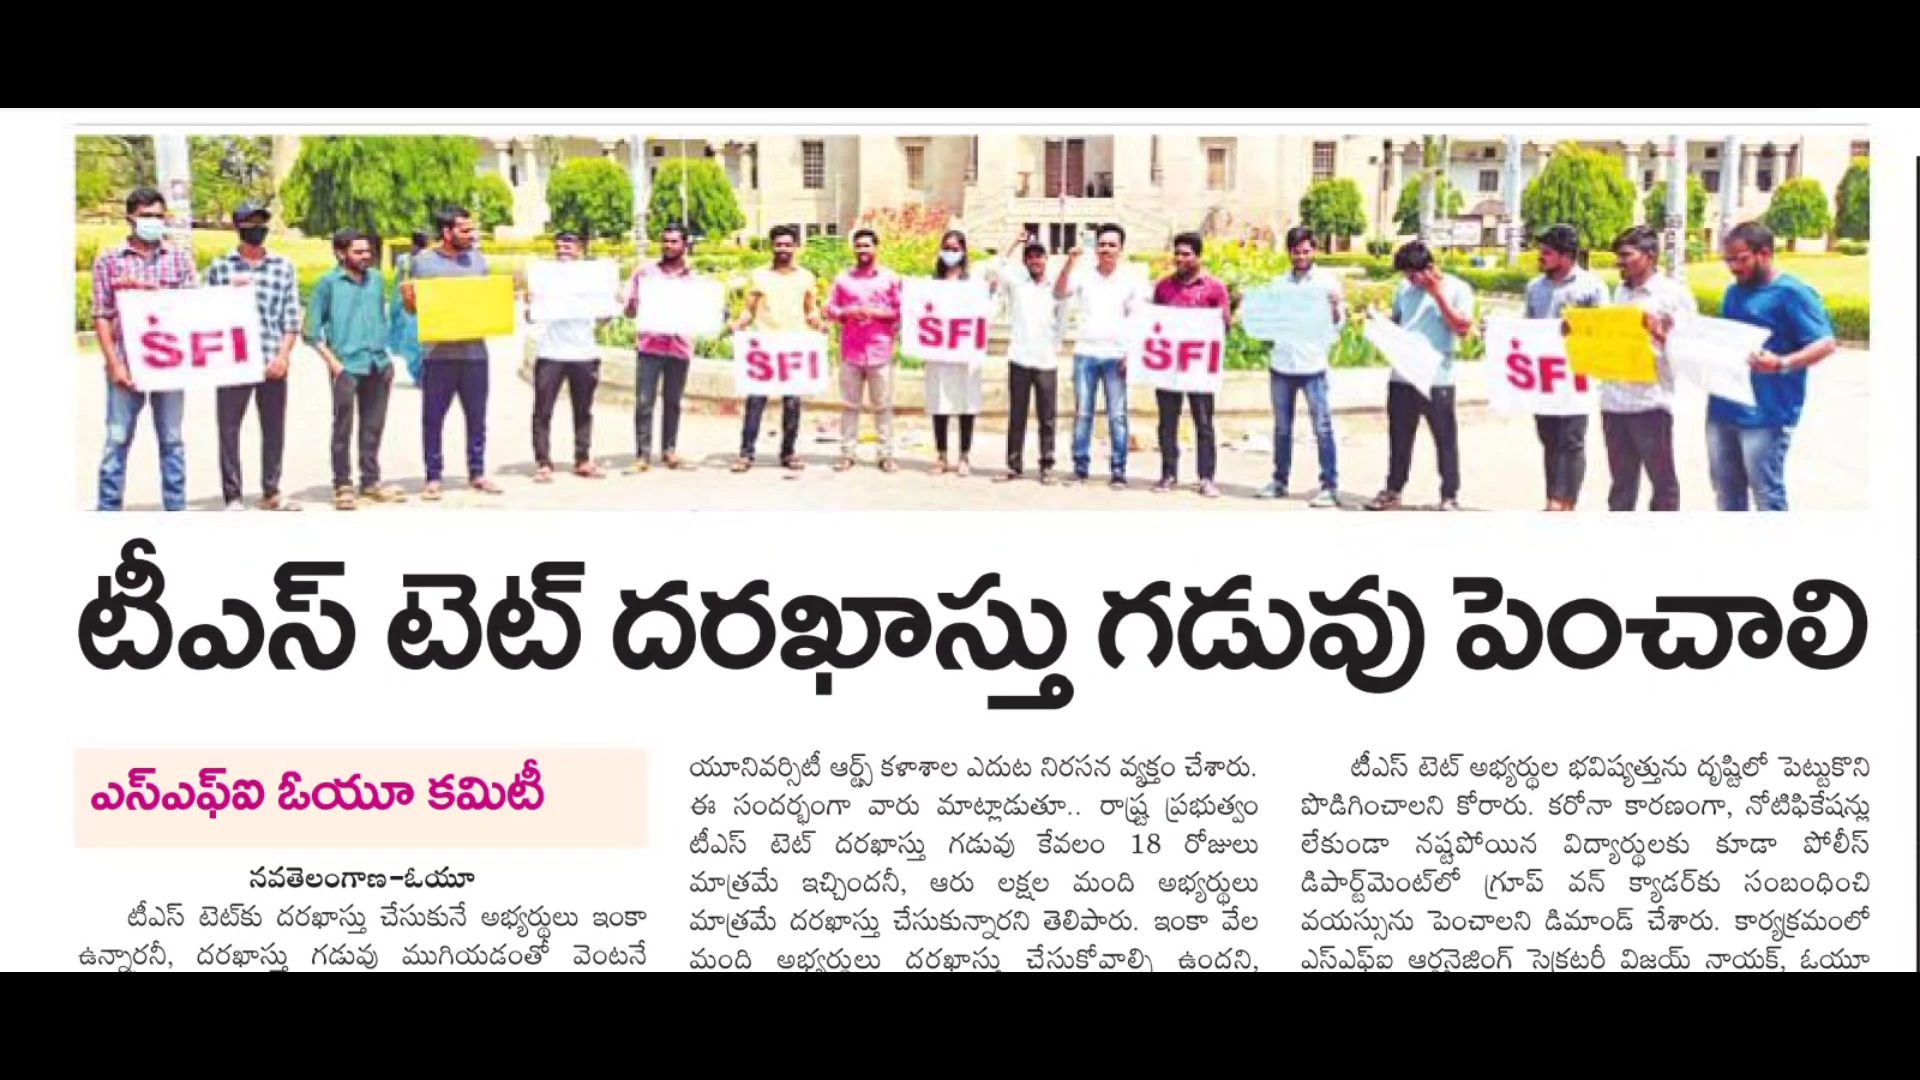 SFI
SFI
SFI
SFI
టీఎస్ టెట్ దరఖాస్తు గడువు పెంచాలి
ఎస్ఎఫ్ఐ ఓయూ కమిటీ
నవతెలంగాణ-ఓయూ
టీఎస్ టెట్‌కు దరఖాస్తు చేసుకునే అభ్యర్థులు ఇంకా
ఉన్నారనీ, దరఖాస్తు గడువు ముగియడంతో వెంటనే
యూనివర్సిటీ ఆర్ట్స్ కళాశాల ఎదుట నిరసన వ్యక్తం చేశారు.
ఈ సందర్భంగా వారు మాట్లాడుతూ.. రాష్ట్ర ప్రభుత్వం
టీఎస్ టెట్ దరఖాస్తు గడువు కేవలం 18 రోజులు
మాత్రమే ఇచ్చిందనీ, ఆరు లక్షల మంది అభ్యర్థులు
మాత్రమే దరఖాస్తు చేసుకున్నారని తెలిపారు. ఇంకా వేల
మంది అభ్యర్థులు దరఖాస్తు చేసుకోవాల్సి ఉందని,
టీఎస్ టెట్ అభ్యర్థుల భవిష్యత్తును దృష్టిలో పెట్టుకొని
పొడిగించాలని కోరారు. కరోనా కారణంగా, నోటిఫికేషన్లు
లేకుండా నష్టపోయిన విద్యార్థులకు కూడా పోలీస్
డిపార్ట్‌మెంట్‌లో గ్రూప్ వన్ క్యాడర్‌కు సంబంధించి
వయస్సును పెంచాలని డిమాండ్ చేశారు. కార్యక్రమంలో
ఎస్ఎఫ్ఐ ఆర్గనైజింగ్ సెక్రటరీ విజయ్ నాయక్, ఓయూ